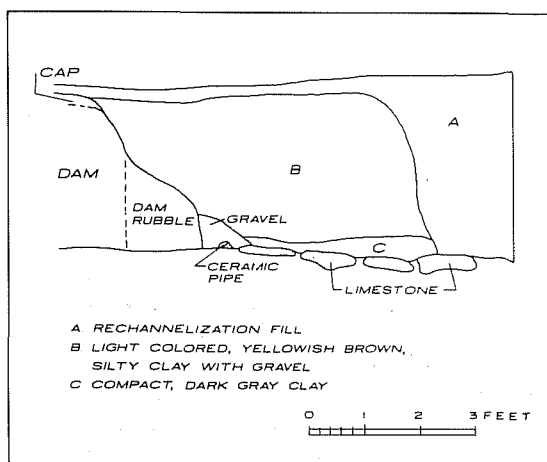 CAP
A
DAM
B
DAM
RUBBLE
GRAVEL
C
CERAMIC
PIPE
LIMESTONE
A RECHANNELIZATION FILL
B LIGHT COLORED, YELLOWISH BROWN,
SILTY CLAY WITH GRAVEL
C COMPACT, DARK GRAY CLAY
0 1 2 3 FEET